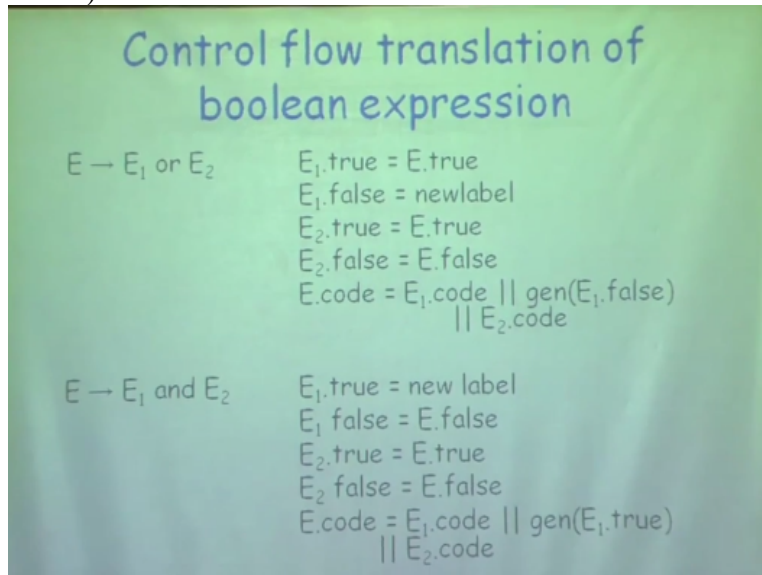 Control flow translation of
boolean expression
E → E₁ or E₂
E₁.true = E.true
E₁.false = newlabel
E₂.true = E.true
E₂.false = E.false
E.code = E₁.code || gen(E₁.false)
|| E₂.code
E → E₁ and E₂
E₁.true = new label
E₁ false = E.false
E₂.true = E.true
E₂ false = E.false
E.code = E₁.code || gen(E₁.true)
|| E₂.code